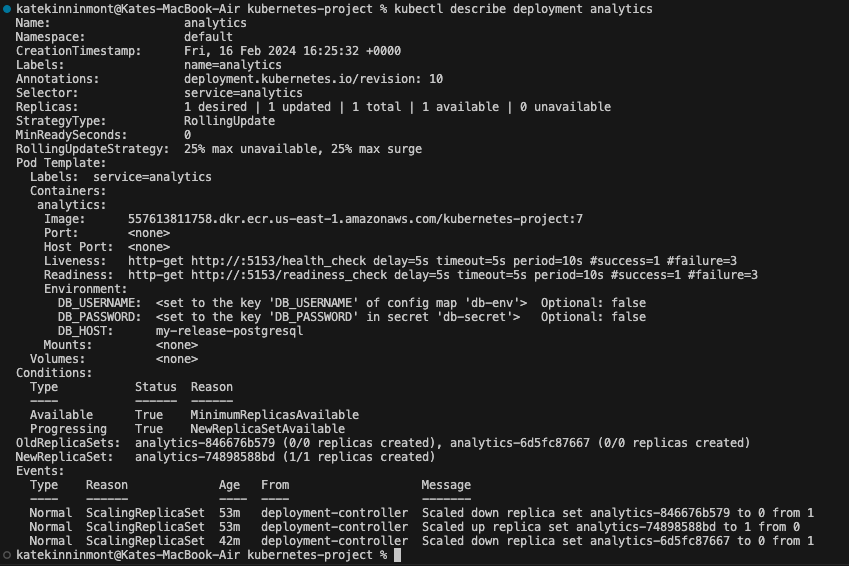 katekinninmont@Kates-MacBook-Air kubernetes-project % kubectl describe deployment analytics
Name: analytics
Namespace: default
CreationTimestamp: Fri, 16 Feb 2024 16:25:32 +0000
Labels: name=analytics
Annotations: deployment.kubernetes.io/revision: 10
Selector: service=analytics
Replicas: 1 desired | 1 updated | 1 total | 1 available | 0 unavailable
StrategyType: RollingUpdate
MinReadySeconds: 0
RollingUpdateStrategy: 25% max unavailable, 25% max surge
Pod Template:
Labels: service=analytics
Containers:
analytics:
Image: 557613811758.dkr.ecr.us-east-1.amazonaws.com/kubernetes-project:7
Port: <none>
Host Port: <none>
Liveness: http-get http://:5153/health_check delay=5s timeout=5s period=10s #success=1 #failure=3
Readiness: http-get http://:5153/readiness_check delay=5s timeout=5s period=10s #success=1 #failure=3
Environment:
DB_USERNAME: <set to the key 'DB_USERNAME' of config map 'db-env'> Optional: false
DB_PASSWORD: <set to the key 'DB_PASSWORD' in secret 'db-secret'> Optional: false
DB_HOST: my-release-postgresql
Mounts: <none>
Volumes: <none>
Conditions:
Type Status Reason
---- ------ ------
Available True MinimumReplicasAvailable
Progressing True NewReplicaSetAvailable
OldReplicaSets: analytics-846676b579 (0/0 replicas created), analytics-6d5fc87667 (0/0 replicas created)
NewReplicaSet: analytics-74898588bd (1/1 replicas created)
Events:
Type Reason Age From Message
---- ------ ---- ---- -------
Normal ScalingReplicaSet 53m deployment-controller Scaled down replica set analytics-846676b579 to 0 from 1
Normal ScalingReplicaSet 53m deployment-controller Scaled up replica set analytics-74898588bd to 1 from 0
Normal ScalingReplicaSet 42m deployment-controller Scaled down replica set analytics-6d5fc87667 to 0 from 1
katekinninmont@Kates-MacBook-Air kubernetes-project %